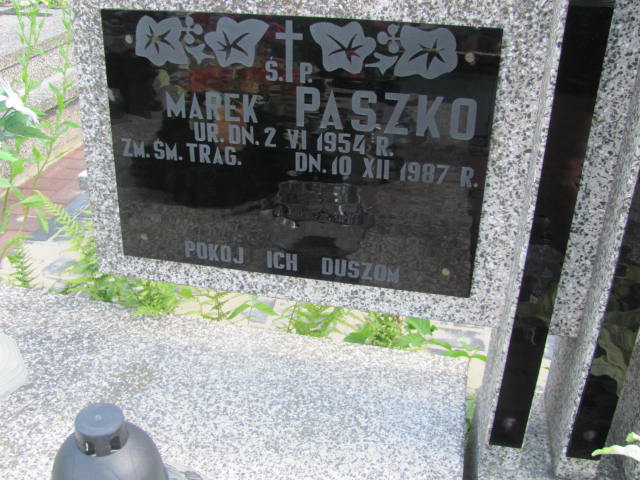 Ś. P.
MAREK PASZKO
UR. DN. 2 VI 1954 R.
ZM. ŚM. TRAG. DN. 10 XII 1987 R.
POKÓJ ICH DUSZOM